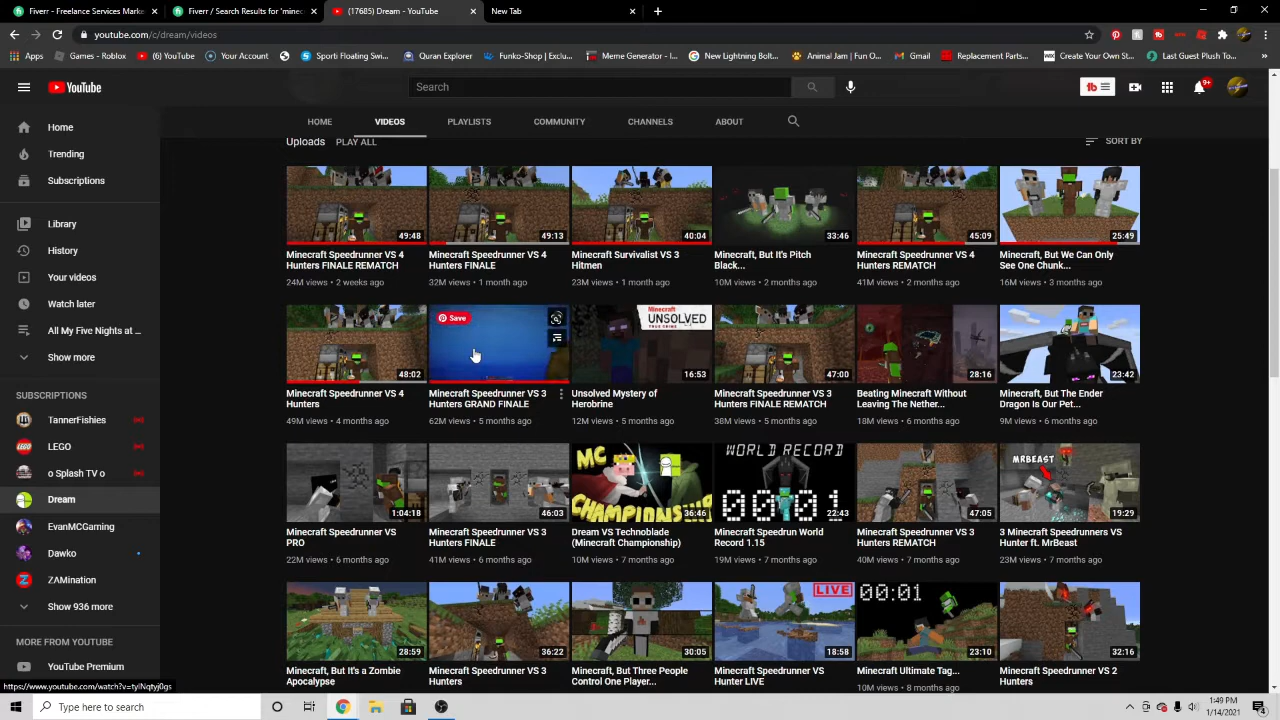 Fiverr - Freelance Services Marke
Fiverr / Search Results for 'minec
(17685) Dream - YouTube
New Tab
youtube.com/c/dream/videos
Apps
Games - Roblox
(6) YouTube
Your Account
Sporti Floating Swi...
Quran Explorer
Funko-Shop | Exclu...
Meme Generator - I...
New Lightning Bolt...
Animal Jam | Fun O...
Gmail
Replacement Parts...
Create Your own St...
Last Guest Plush To...
YouTube
Search
9+
HOME
VIDEOS
PLAYLISTS
COMMUNITY
CHANNELS
ABOUT
Uploads
PLAY ALL
SORT BY
Home
Trending
Subscriptions
Library
History
Your videos
Watch later
All My Five Nights at ...
Show more
SUBSCRIPTIONS
TannerFishies
LEGO
o Splash TV o
Dream
EvanMCGaming
Dawko
ZAMination
Show 936 more
MORE FROM YOUTUBE
YouTube Premium
49:48
Minecraft Speedrunner VS 4
Hunters FINALE REMATCH
24M views • 2 weeks ago
49:13
Minecraft Speedrunner VS 4
Hunters FINALE
32M views • 1 month ago
40:04
Minecraft Survivalist VS 3
Hitmen
23M views • 1 month ago
33:46
Minecraft, But It's Pitch
Black...
10M views • 2 months ago
45:09
Minecraft Speedrunner VS 4
Hunters REMATCH
41M views • 2 months ago
25:49
Minecraft, But We Can Only
See One Chunk...
16M views • 3 months ago
48:02
Minecraft Speedrunner VS 4
Hunters
49M views • 4 months ago
Save
Minecraft Speedrunner VS 3
Hunters GRAND FINALE
62M views • 5 months ago
Minecraft
UNSOLVED
TRUE CRIME
16:53
Unsolved Mystery of
Herobrine
12M views • 5 months ago
47:00
Minecraft Speedrunner VS 3
Hunters FINALE REMATCH
38M views • 5 months ago
28:16
Beating Minecraft Without
Leaving The Nether...
18M views • 6 months ago
23:42
Minecraft, But The Ender
Dragon Is Our Pet...
9M views • 6 months ago
1:04:18
Minecraft Speedrunner VS
PRO
22M views • 6 months ago
46:03
Minecraft Speedrunner VS 3
Hunters FINALE
41M views • 6 months ago
MC
CHAMPIONSH
36:46
Dream VS Technoblade
(Minecraft Championship)
10M views • 7 months ago
WORLD RECORD
00:01
22:43
Minecraft Speedrun World
Record 1.15
19M views • 7 months ago
47:05
Minecraft Speedrunner VS 3
Hunters REMATCH
40M views • 7 months ago
MRBEAST
19:29
3 Minecraft Speedrunners VS
Hunter ft. MrBeast
23M views • 7 months ago
28:59
Minecraft, But It's a Zombie
Apocalypse
36:22
Minecraft Speedrunner VS 3
Hunters
30:05
Minecraft, But Three People
Control One Player...
LIVE
18:58
Minecraft Speedrunner VS
Hunter LIVE
00:01
23:10
Minecraft Ultimate Tag...
10M views • 8 months ago
32:16
Minecraft Speedrunner VS 2
Hunters
Type here to search
1:49 PM
1/14/2021
4